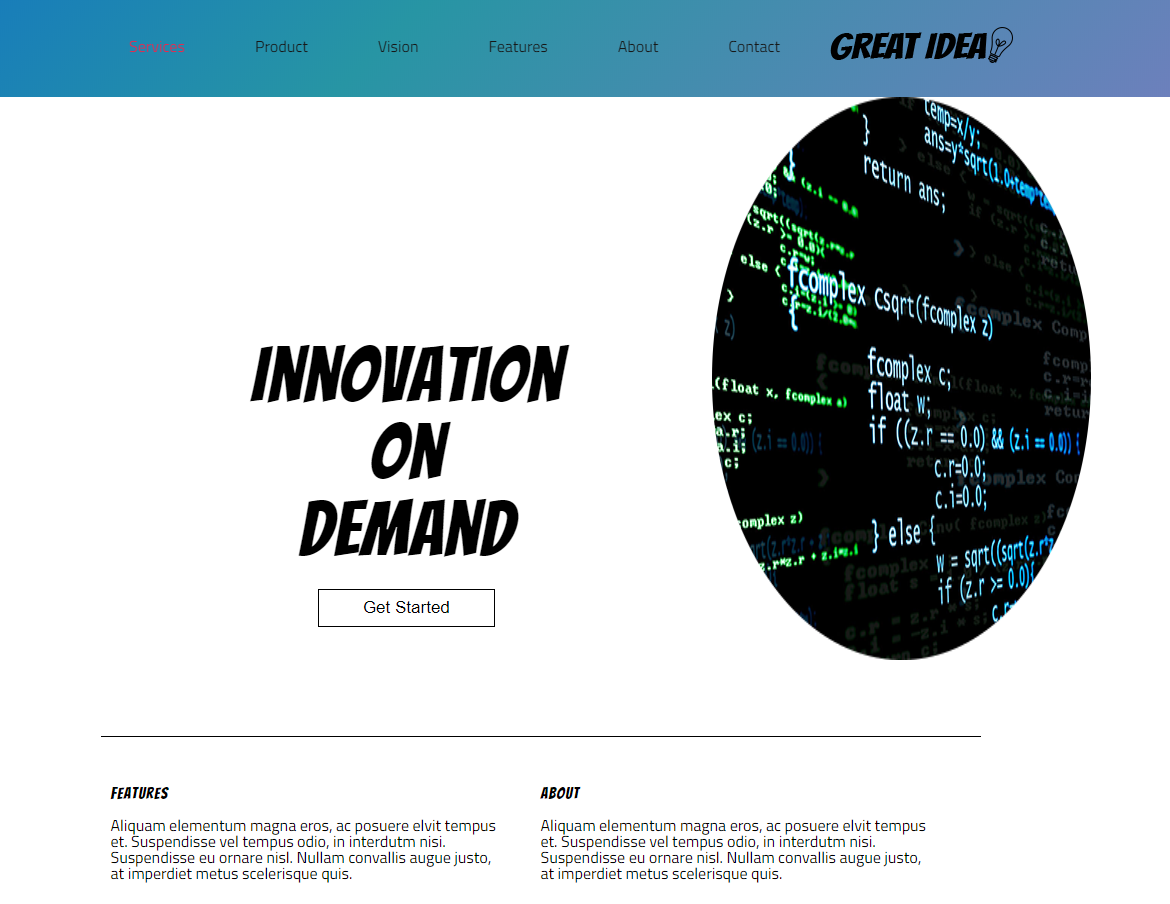 Services Product Vision Features About Contact GREAT IDEA
temp=x/y;
ans=y*sqrt(1.0+temp*te
}
return ans;
else {
fcomplex Csqrt(fcomplex z)
{
fcomplex c;
(float x, fcomplex a)
float w;
if ((z.r == 0.0) && (z.i == 0.0)) {
c.r=0.0;
c.i=0.0;
omplex z)
} else {
w = sqrt((sqrt(z.r*z
if (z.r >= 0.0){
INNOVATION
ON
DEMAND
Get Started
FEATURES
Aliquam elementum magna eros, ac posuere elvit tempus
et. Suspendisse vel tempus odio, in interdutm nisi.
Suspendisse eu ornare nisl. Nullam convallis augue justo,
at imperdiet metus scelerisque quis.
ABOUT
Aliquam elementum magna eros, ac posuere elvit tempus
et. Suspendisse vel tempus odio, in interdutm nisi.
Suspendisse eu ornare nisl. Nullam convallis augue justo,
at imperdiet metus scelerisque quis.